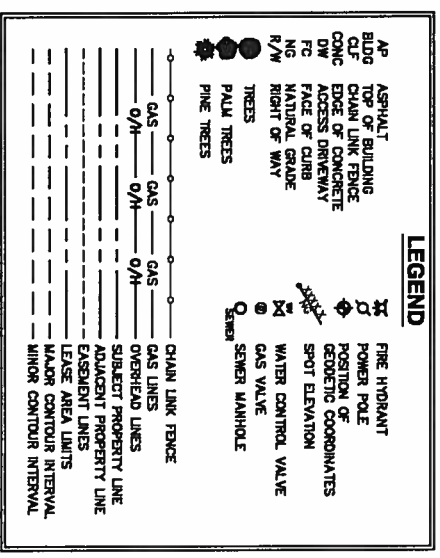 LEGEND
AP ASPHALT
BLDG TOP OF BUILDING
CLF CHAIN LINK FENCE
CONC EDGE OF CONCRETE
DW ACCESS DRIVEWAY
FC FACE OF CURB
NG NATURAL GRADE
R/W RIGHT OF WAY
TREES
PALM TREES
PINE TREES
FIRE HYDRANT
POWER POLE
POSITION OF
GEODETIC COORDINATES
XXX.X SPOT ELEVATION
W WATER CONTROL VALVE
GAS VALVE
SEWER SEWER MANHOLE
CHAIN LINK FENCE
GAS GAS GAS GAS LINES
O/H O/H O/H OVERHEAD LINES
SUBJECT PROPERTY LINE
ADJACENT PROPERTY LINE
EASEMENT LINES
LEASE AREA LIMITS
MAJOR CONTOUR INTERVAL
MINOR CONTOUR INTERVAL